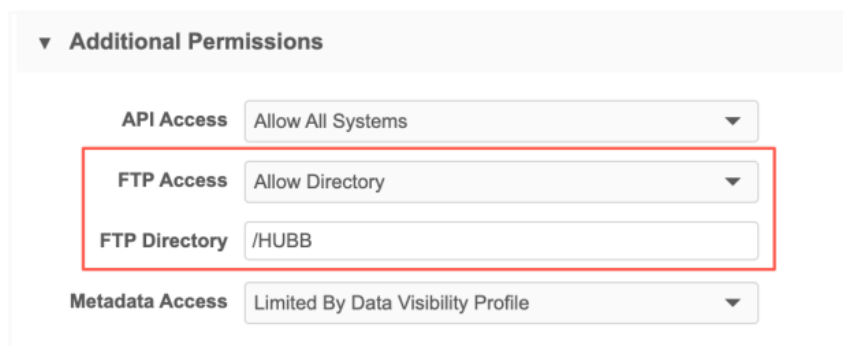 Additional Permissions
API Access Allow All Systems
FTP Access Allow Directory
FTP Directory /HUBB
Metadata Access Limited By Data Visibility Profile